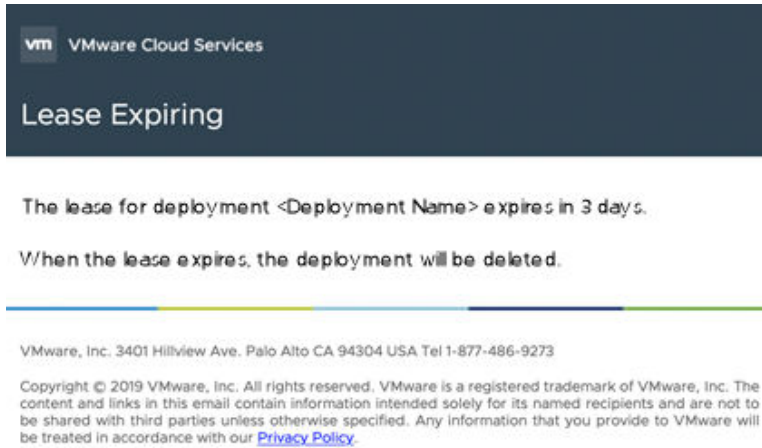 vm VMware Cloud Services
Lease Expiring
The lease for deployment <Deployment Name> expires in 3 days.
When the lease expires, the deployment will be deleted.
VMware, Inc. 3401 Hillview Ave. Palo Alto CA 94304 USA Tel 1-877-486-9273
Copyright © 2019 VMware, Inc. All rights reserved. VMware is a registered trademark of VMware, Inc. The
content and links in this email contain information intended solely for its named recipients and are not to
be shared with third parties unless otherwise specified. Any information that you provide to VMware will
be treated in accordance with our Privacy Policy.